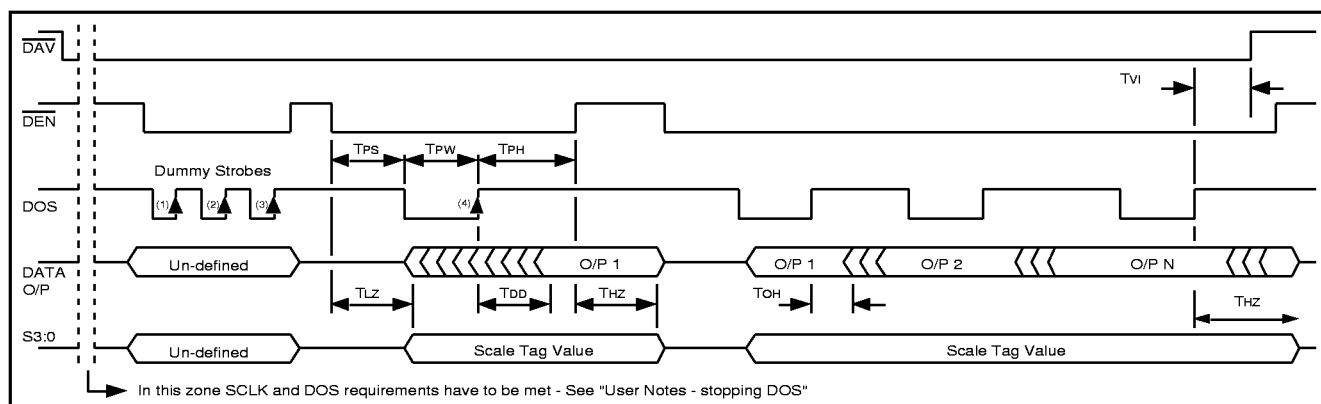 DAV
TVI
DEN
TPS TPW TPH
Dummy Strobes
DOS (1) (2) (3) (4)
DATA O/P
Un-defined O/P 1 O/P 1 O/P 2 O/P N
TLZ TDD THZ TOH THZ
S3:0
Un-defined Scale Tag Value Scale Tag Value
In this zone SCLK and DOS requirements have to be met - See "User Notes - stopping DOS"